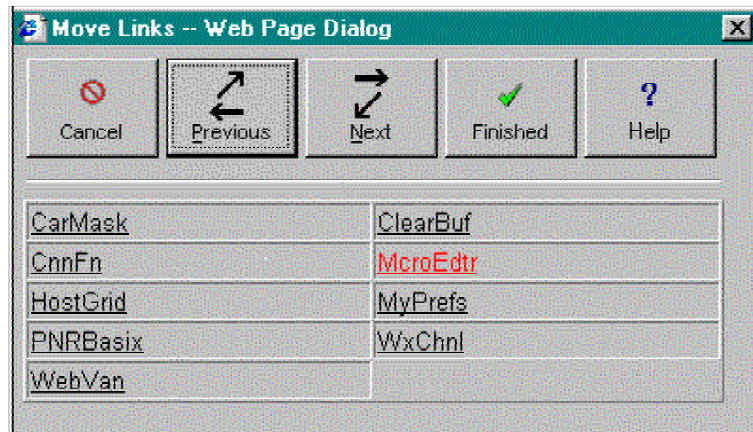 Move Links -- Web Page Dialog
Cancel Previous Next Finished ? Help
CarMask ClearBuf
CnnFn McroEdtr
HostGrid MyPrefs
PNRBasix WxChnl
WebVan